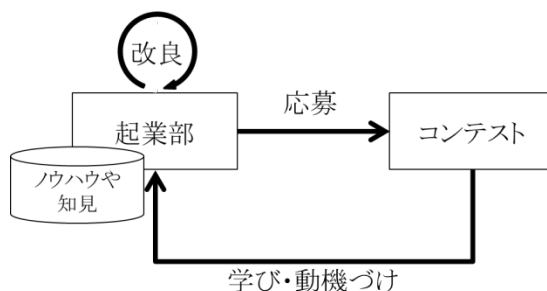 改良
起業部
応募
コンテスト
ノウハウや
知見
学び・動機づけ